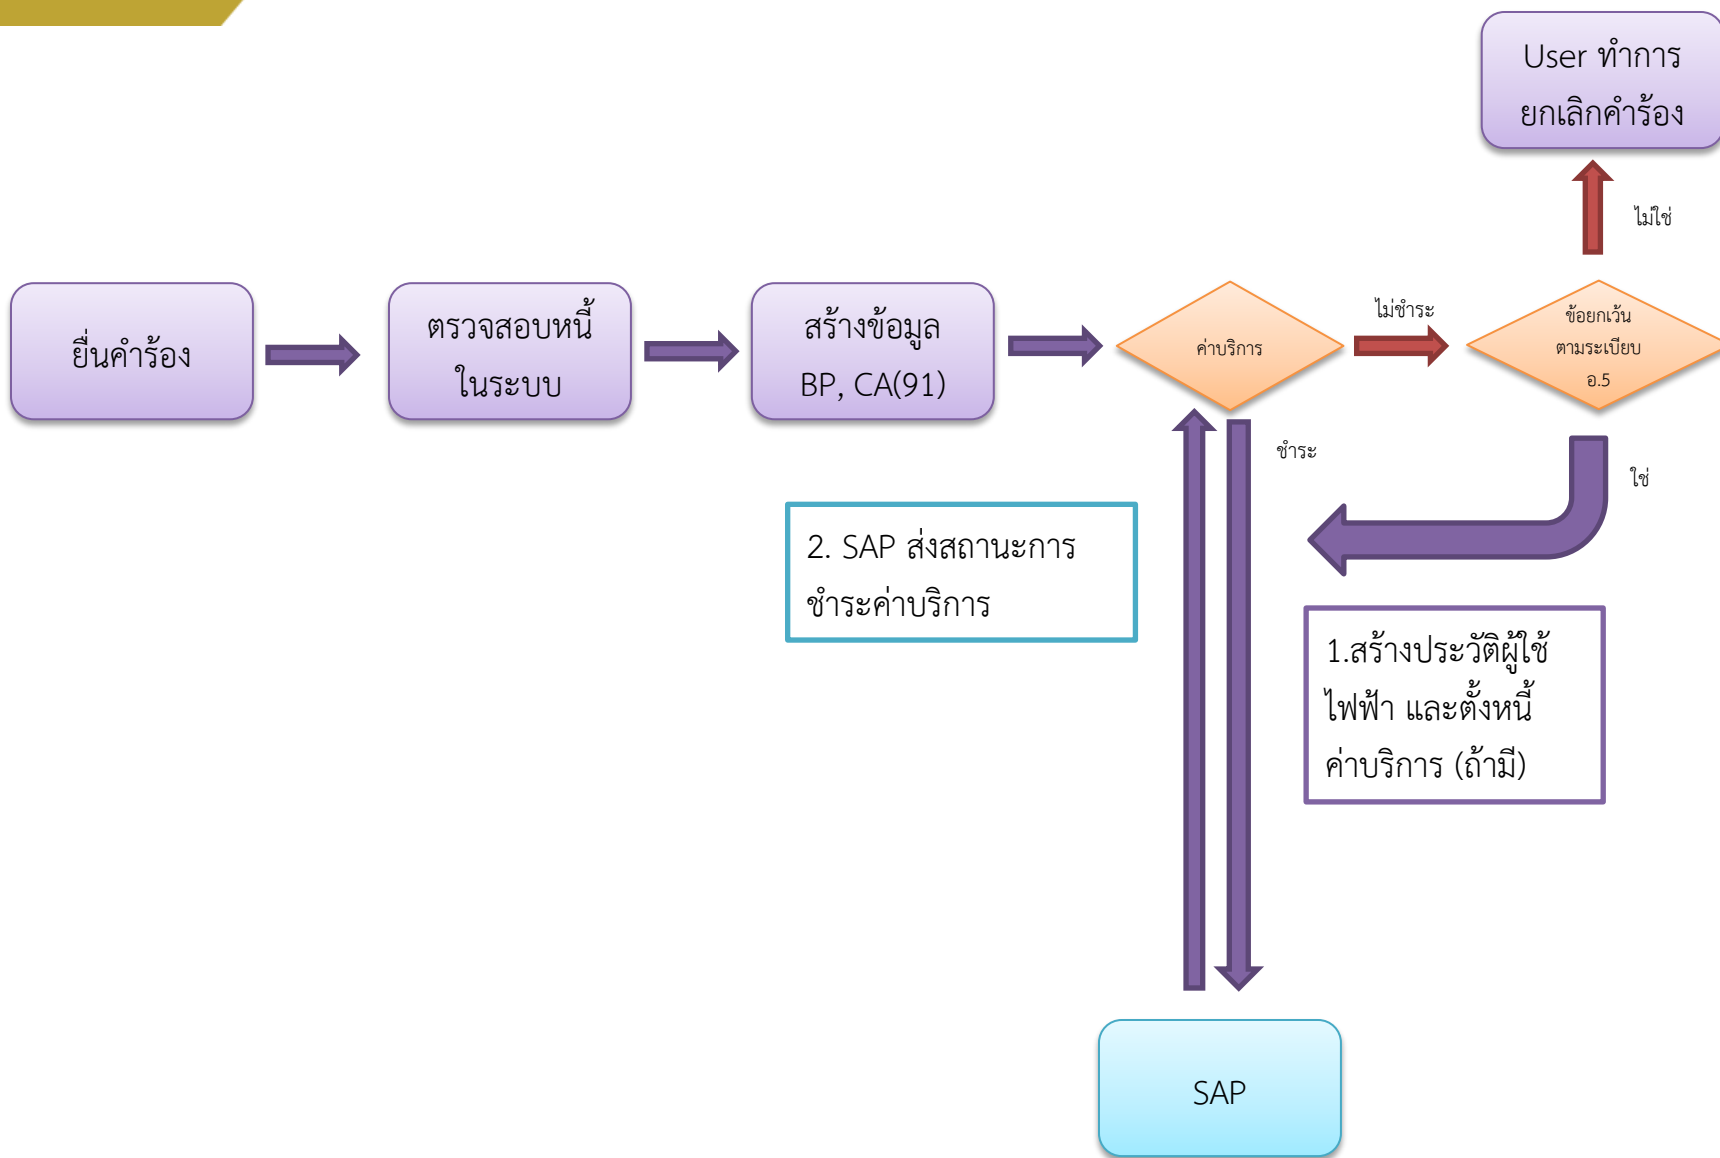 User ทำการ
ยกเลิกคำร้อง
ไม่ใช่
ยื่นคำร้อง
ตรวจสอบหนี้
ในระบบ
สร้างข้อมูล
BP, CA(91)
ค่าบริการ
ไม่ชำระ
ข้อยกเว้น
ตามระเบียบ
อ.5
ชำระ
ใช่
2. SAP ส่งสถานะการ
ชำระค่าบริการ
1.สร้างประวัติผู้ใช้
ไฟฟ้า และตั้งหนี้
ค่าบริการ (ถ้ามี)
SAP